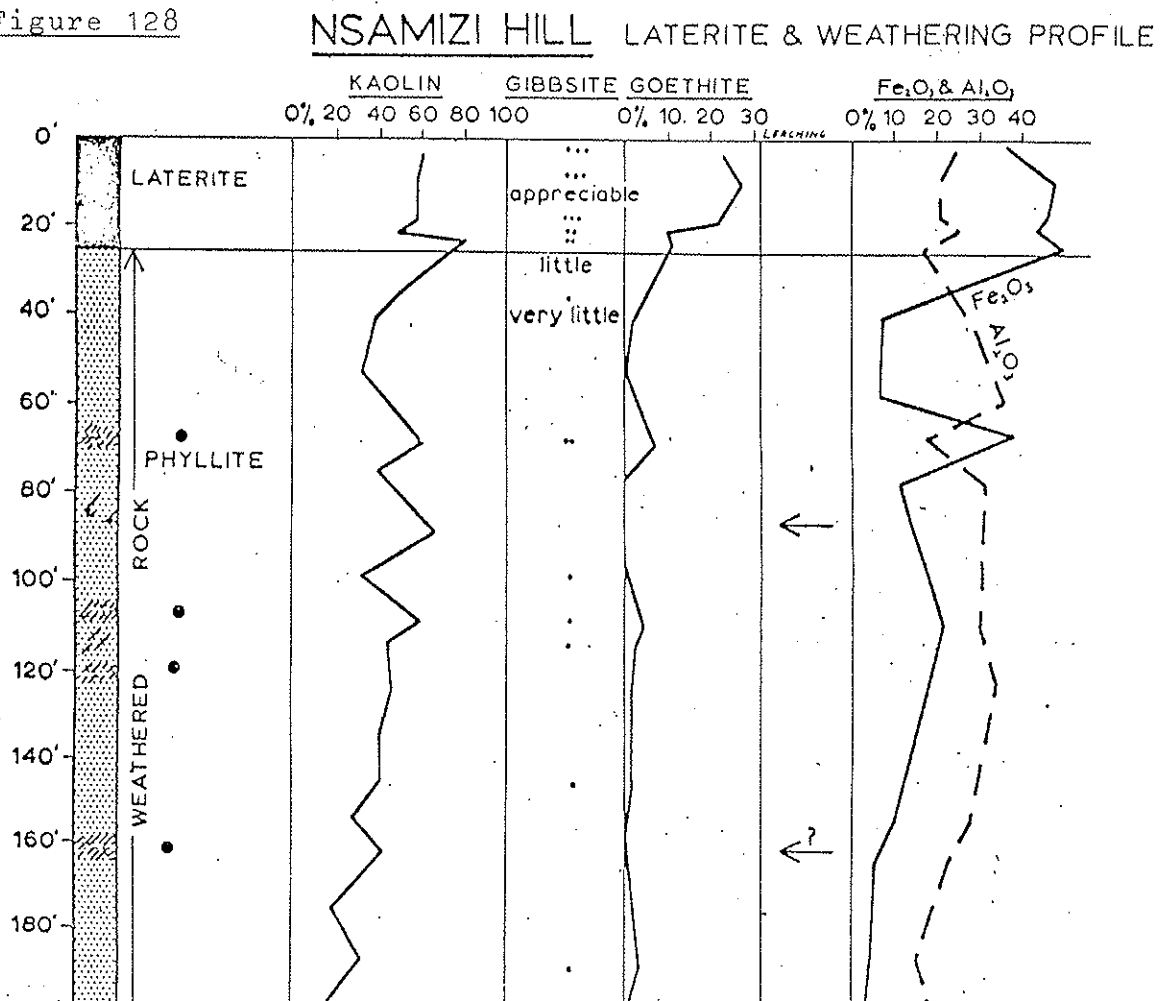 Figure 128
NSAMIZI HILL LATERITE & WEATHERING PROFILE
KAOLIN GIBBSITE GOETHITE Fe₂O₃ & Al₂O₃
0% 20 40 60 80 100 0% 10 20 30 LEACHING 0% 10 20 30 40
0'
LATERITE
appreciable
20'
little
40'
very little
Fe₂O₃
Al₂O₃
60'
PHYLLITE
80'
ROCK
100'
120'
WEATHERED
140'
160'
?
180'